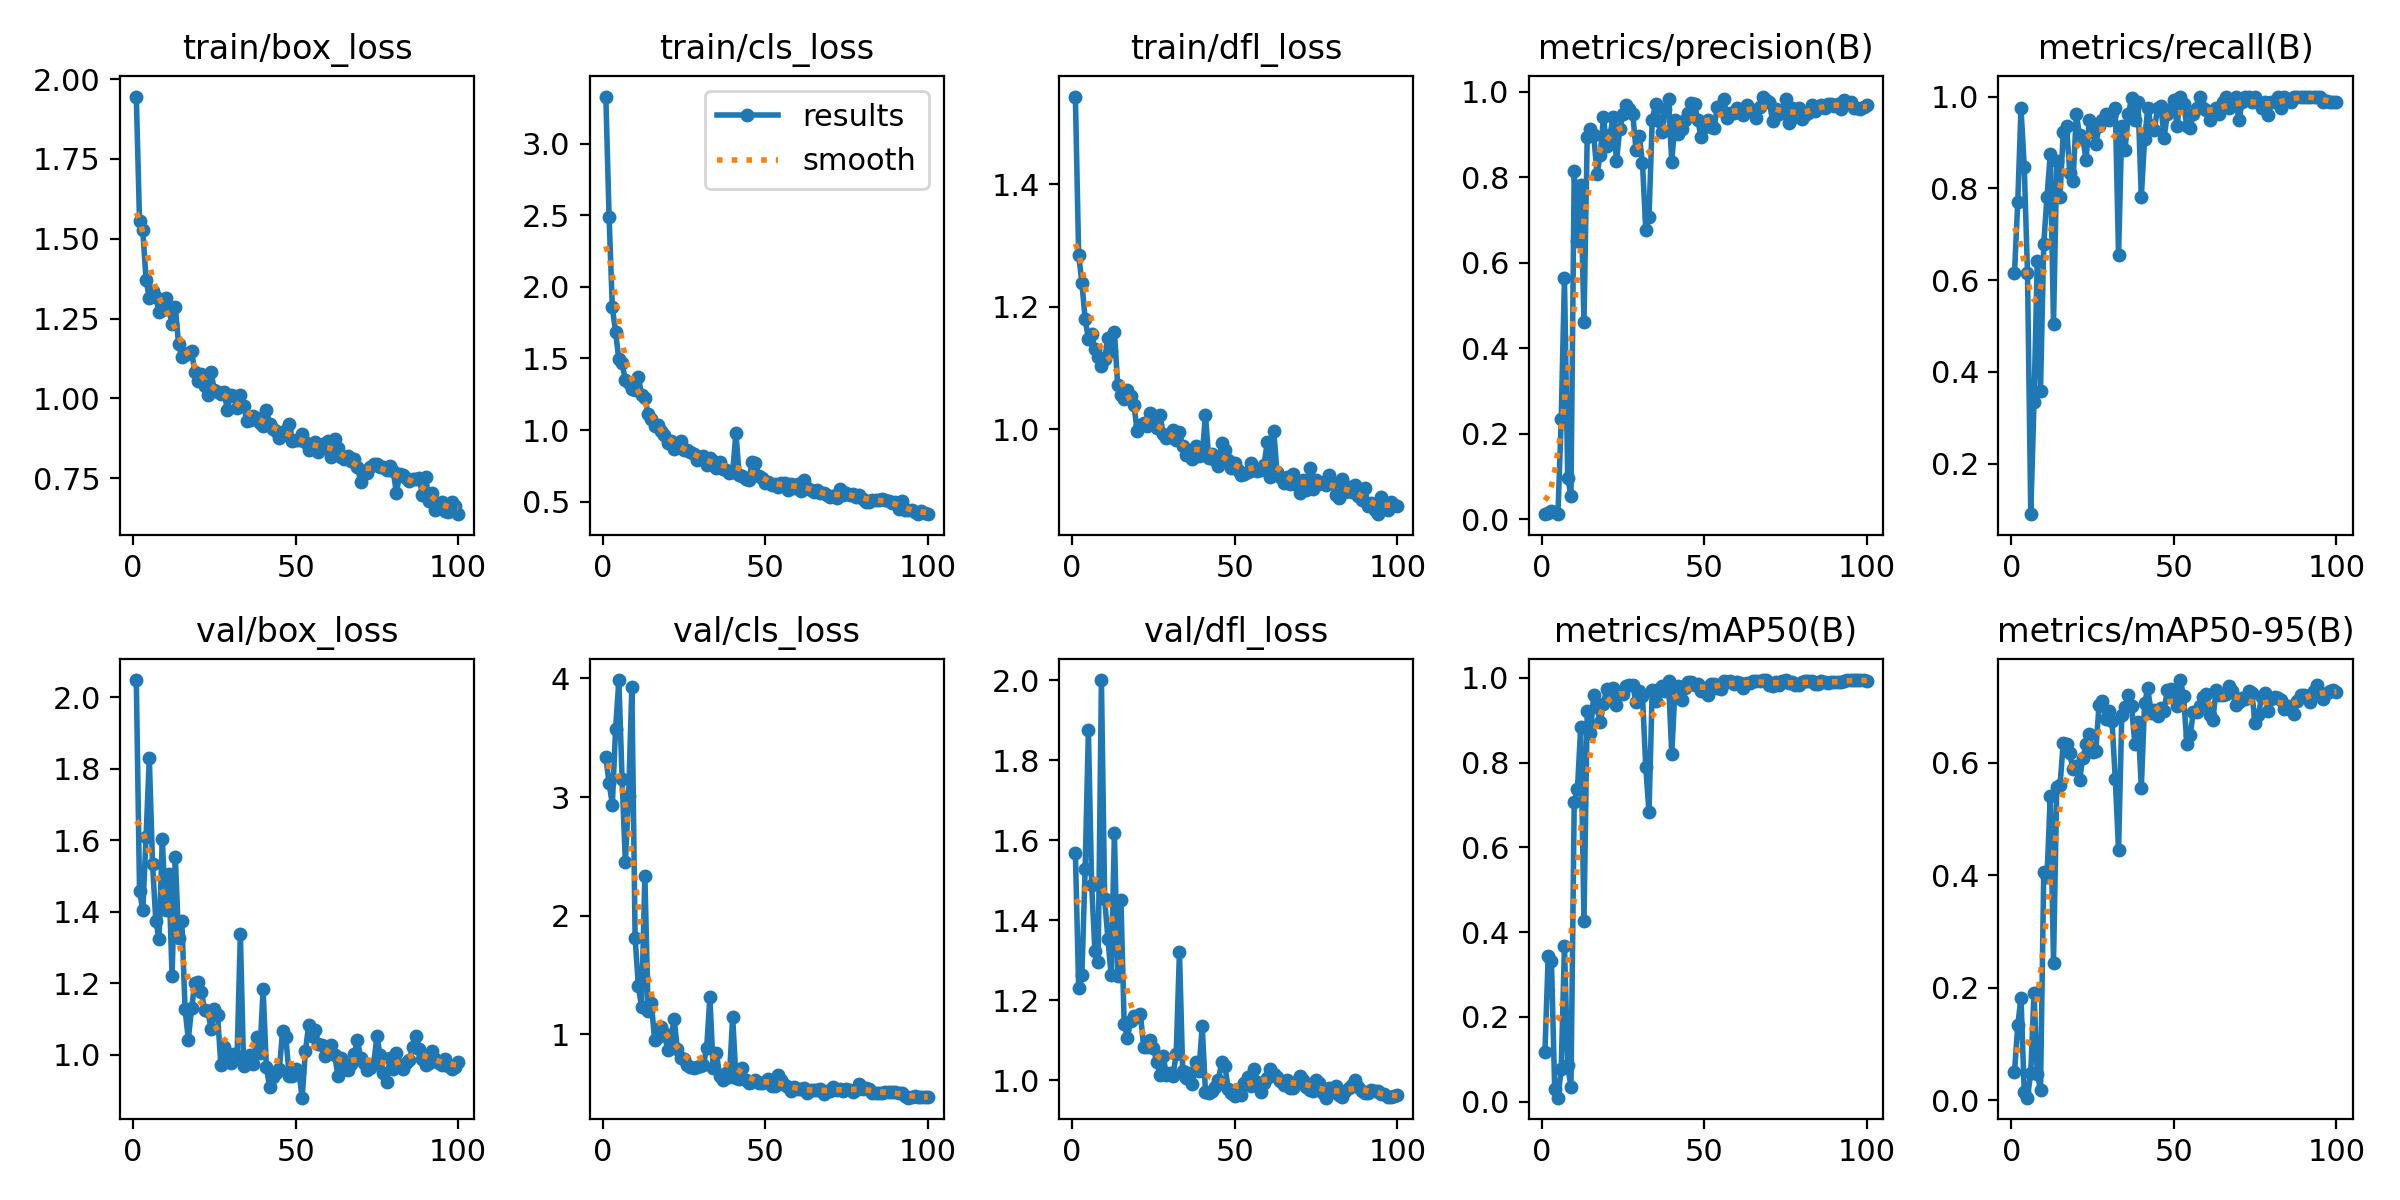 train/box_loss
2.00
1.75
1.50
1.25
1.00
0.75
0 50 100
train/cls_loss
results
smooth
3.0
2.5
2.0
1.5
1.0
0.5
0 50 100
train/dfl_loss
1.4
1.2
1.0
0 50 100
metrics/precision(B)
1.0
0.8
0.6
0.4
0.2
0.0
0 50 100
metrics/recall(B)
1.0
0.8
0.6
0.4
0.2
0 50 100
val/box_loss
2.0
1.8
1.6
1.4
1.2
1.0
0 50 100
val/cls_loss
4
3
2
1
0 50 100
val/dfl_loss
2.0
1.8
1.6
1.4
1.2
1.0
0 50 100
metrics/mAP50(B)
1.0
0.8
0.6
0.4
0.2
0.0
0 50 100
metrics/mAP50-95(B)
0.6
0.4
0.2
0.0
0 50 100